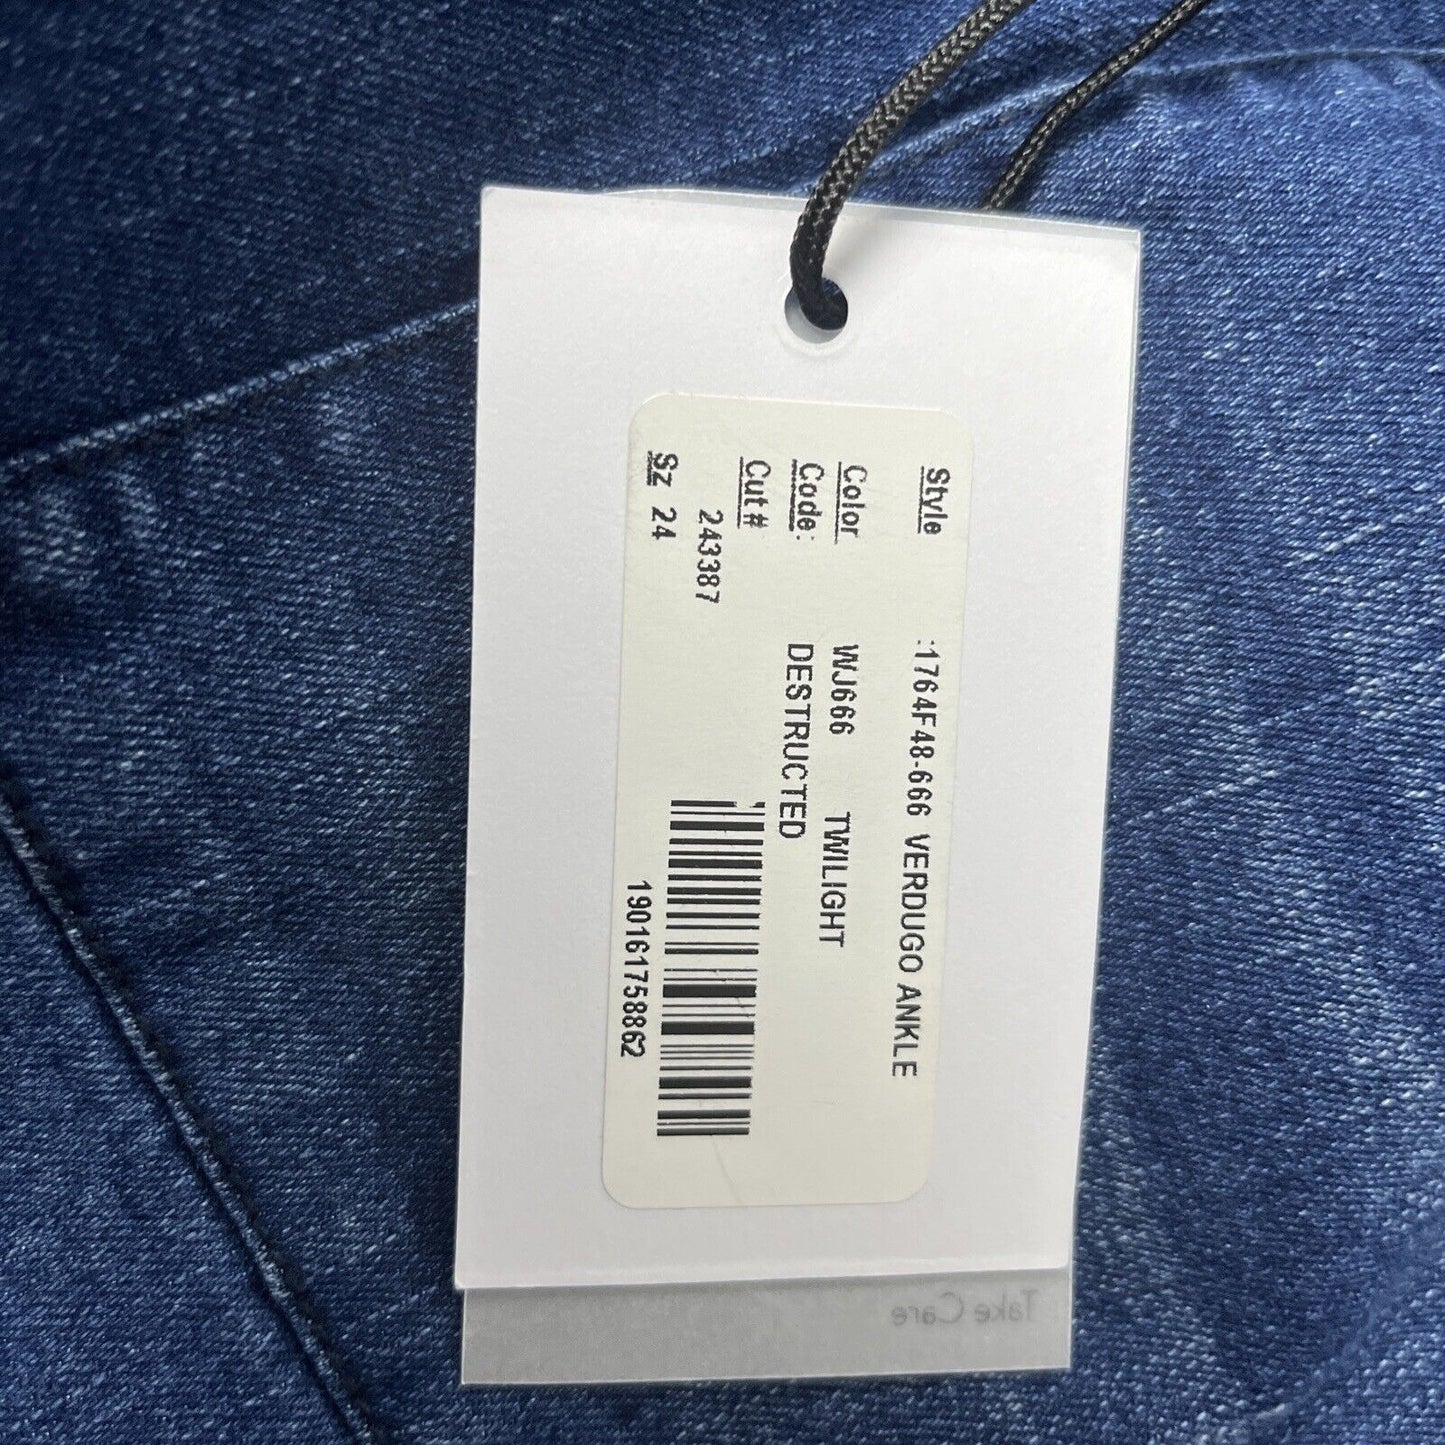 Style :1764F48-666 VERDUGO ANKLE
Color WJ666 TWILIGHT
Code: DESTRUCTED
Cut #
243387
Sz 24
190161758862
Take Care